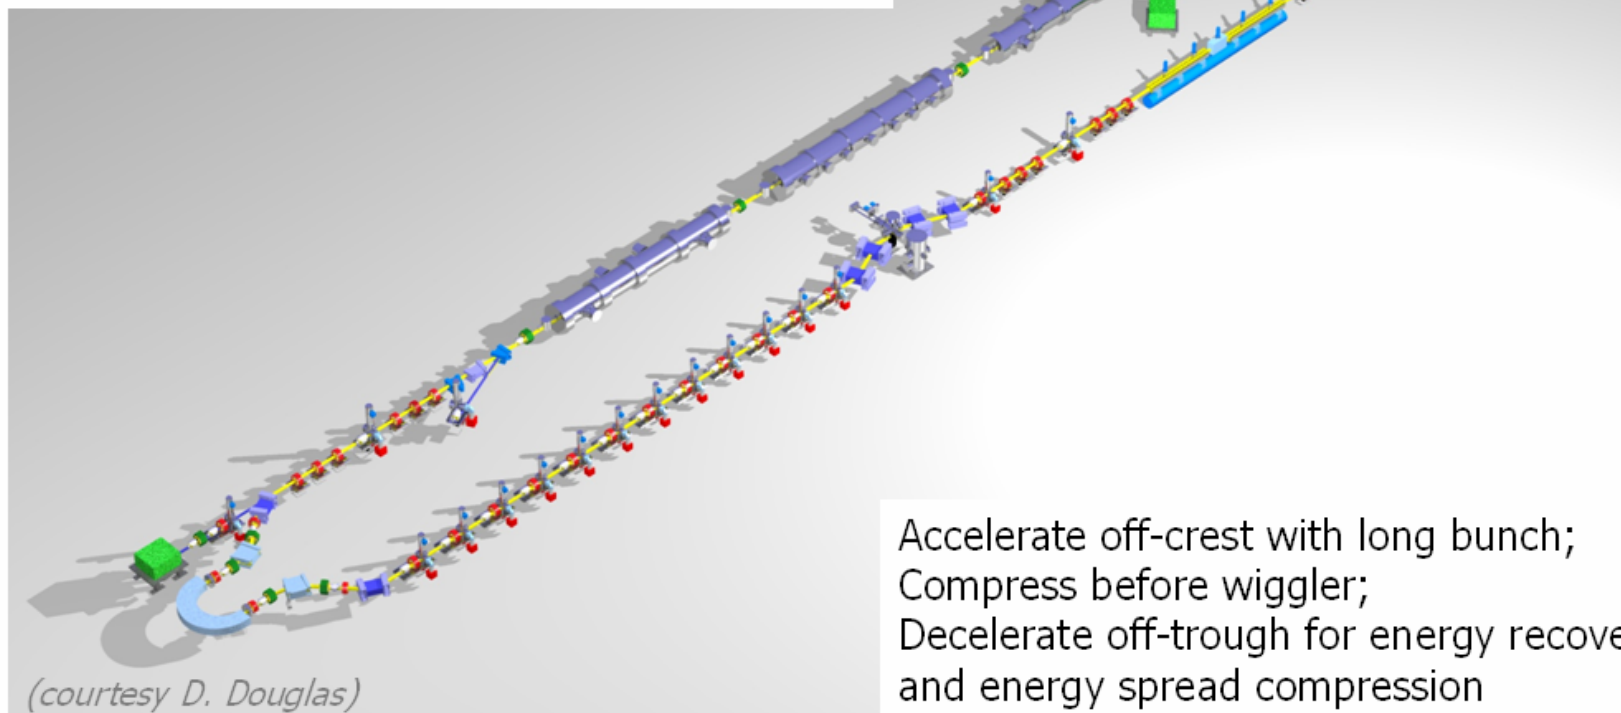 Accelerate off-crest with long bunch;
Compress before wiggler;
Decelerate off-trough for energy recove
and energy spread compression
(courtesy D. Douglas)